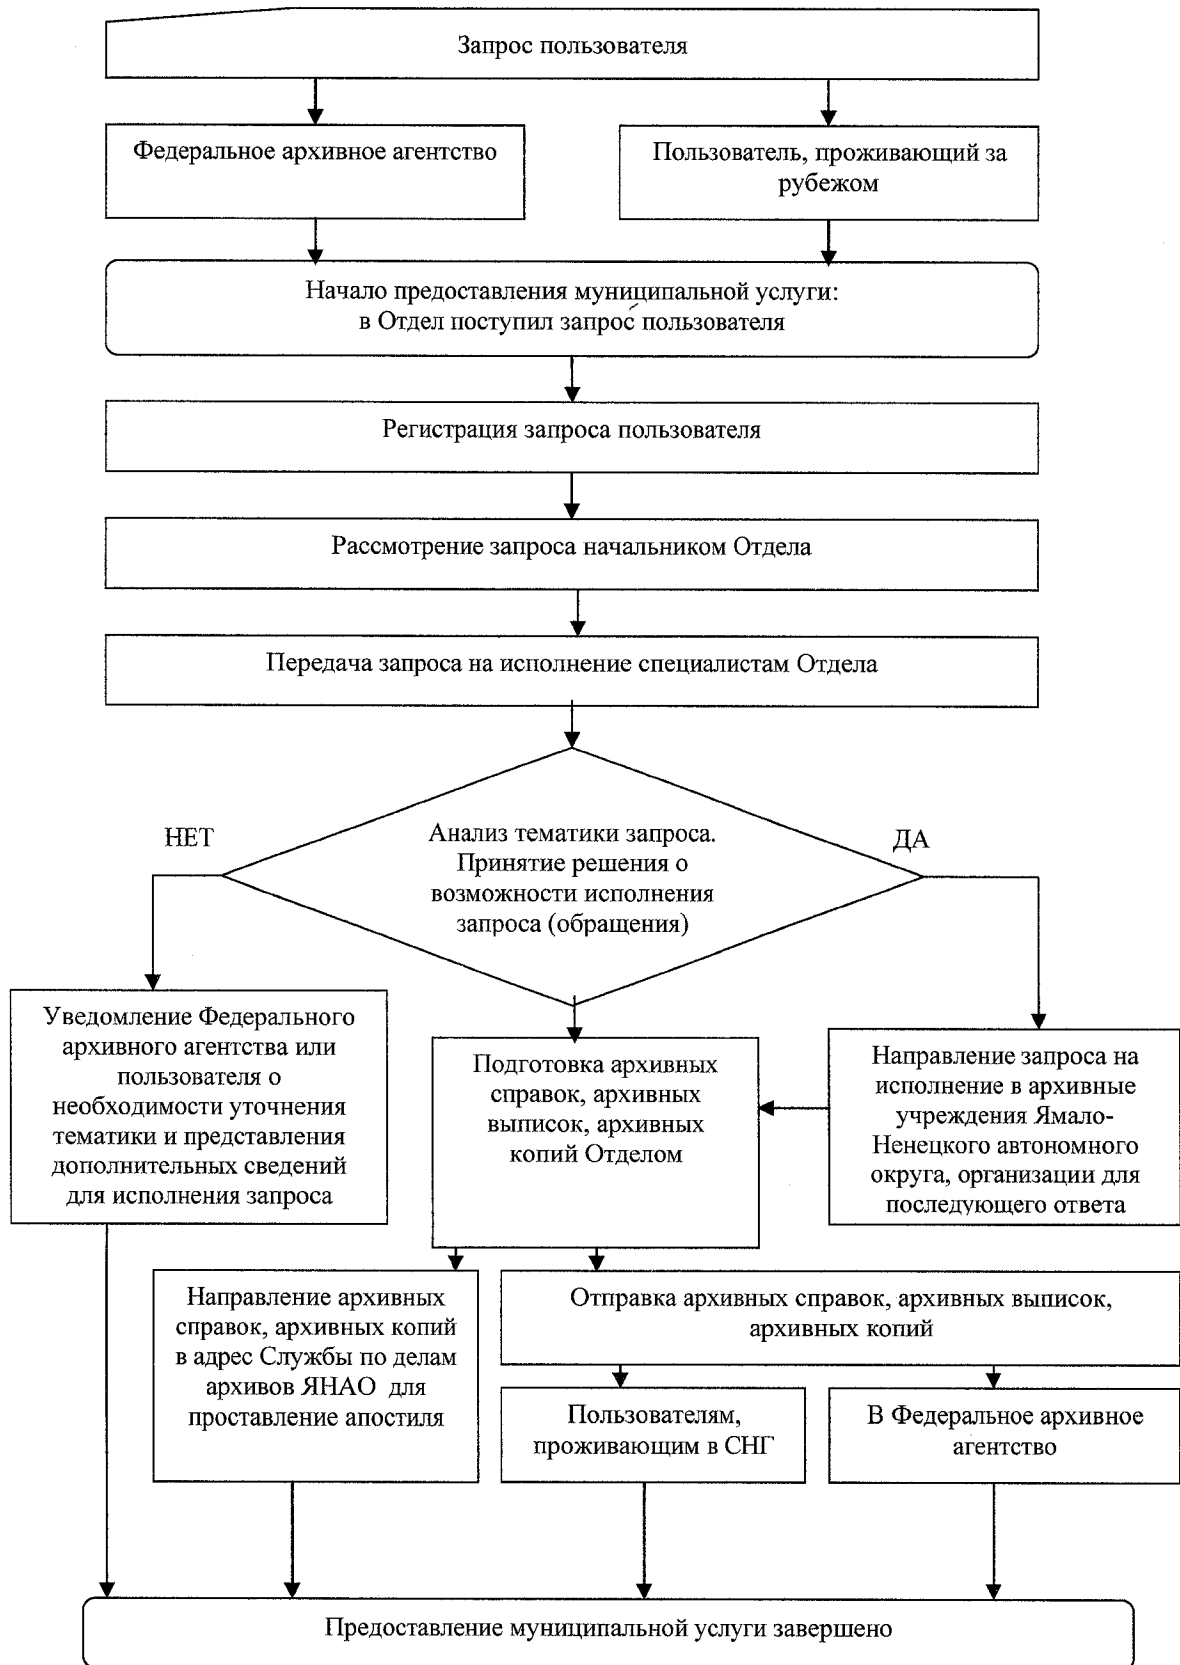 Запрос пользователя
Федеральное архивное агентство
Пользователь, проживающий за
рубежом
Начало предоставления муниципальной услуги:
в Отдел поступил запрос пользователя
Регистрация запроса пользователя
Рассмотрение запроса начальником Отдела
Передача запроса на исполнение специалистам Отдела
НЕТ
Анализ тематики запроса.
Принятие решения о
возможности исполнения
запроса (обращения)
ДА
Уведомление Федерального
архивного агентства или
пользователя о
необходимости уточнения
тематики и представления
дополнительных сведений
для исполнения запроса
Подготовка архивных
справок, архивных
выписок, архивных
копий Отделом
Направление запроса на
исполнение в архивные
учреждения Ямало-
Ненецкого автономного
округа, организации для
последующего ответа
Направление архивных
справок, архивных копий
в адрес Службы по делам
архивов ЯНАО для
проставление апостиля
Отправка архивных справок, архивных выписок,
архивных копий
Пользователям,
проживающим в СНГ
В Федеральное архивное
агентство
Предоставление муниципальной услуги завершено